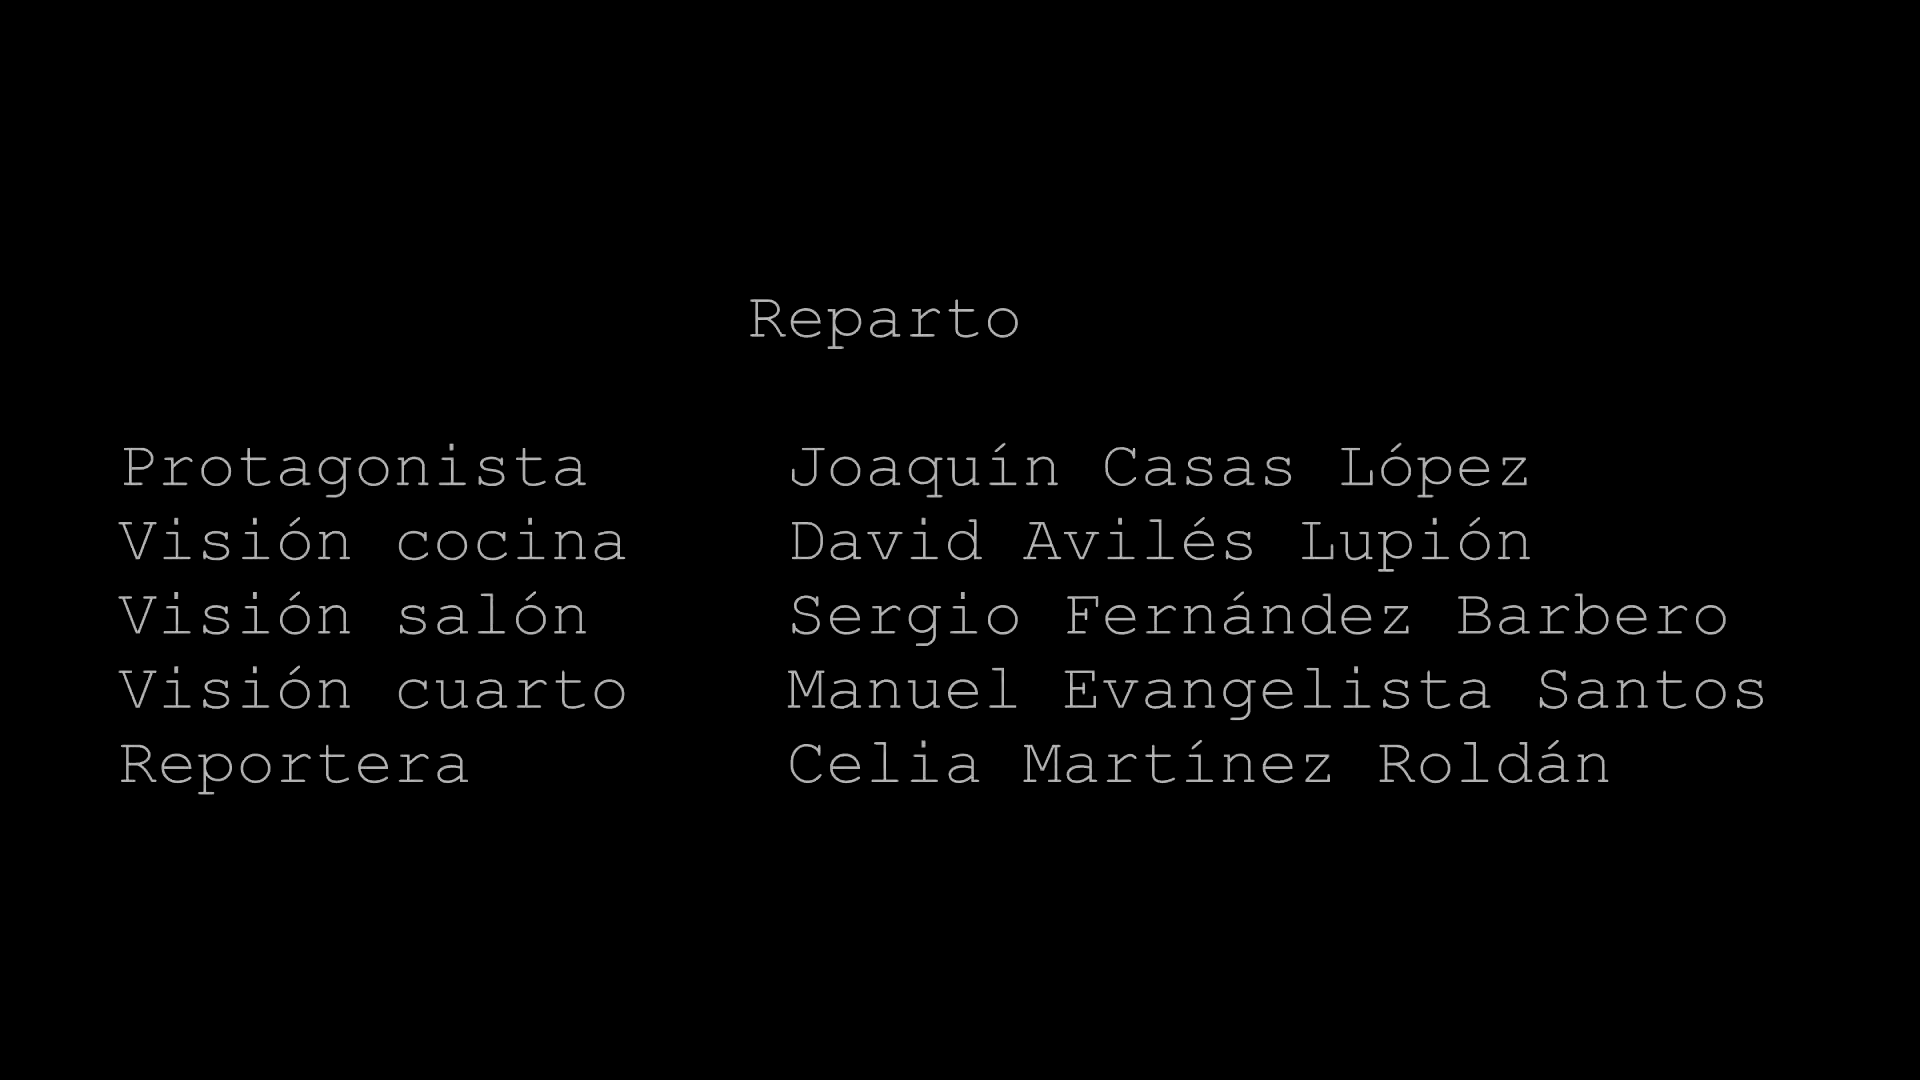 Reparto
Protagonista Joaquín Casas López
Visión cocina David Avilés Lupión
Visión salón Sergio Fernández Barbero
Visión cuarto Manuel Evangelista Santos
Reportera Celia Martínez Roldán